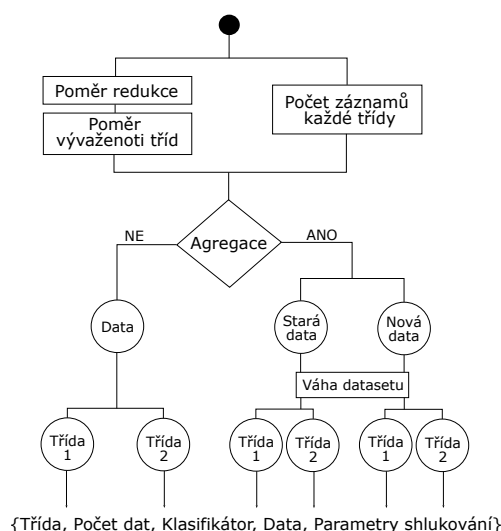 Poměr redukce
Poměr
vývaženoti tříd
Počet záznamů
každé třídy
Agregace
NE
ANO
Data
Stará
data
Nová
data
Váha datasetu
Třída
1
Třída
2
Třída
1
Třída
2
Třída
1
Třída
2
{Třída, Počet dat, Klasifikátor, Data, Parametry shlukování}